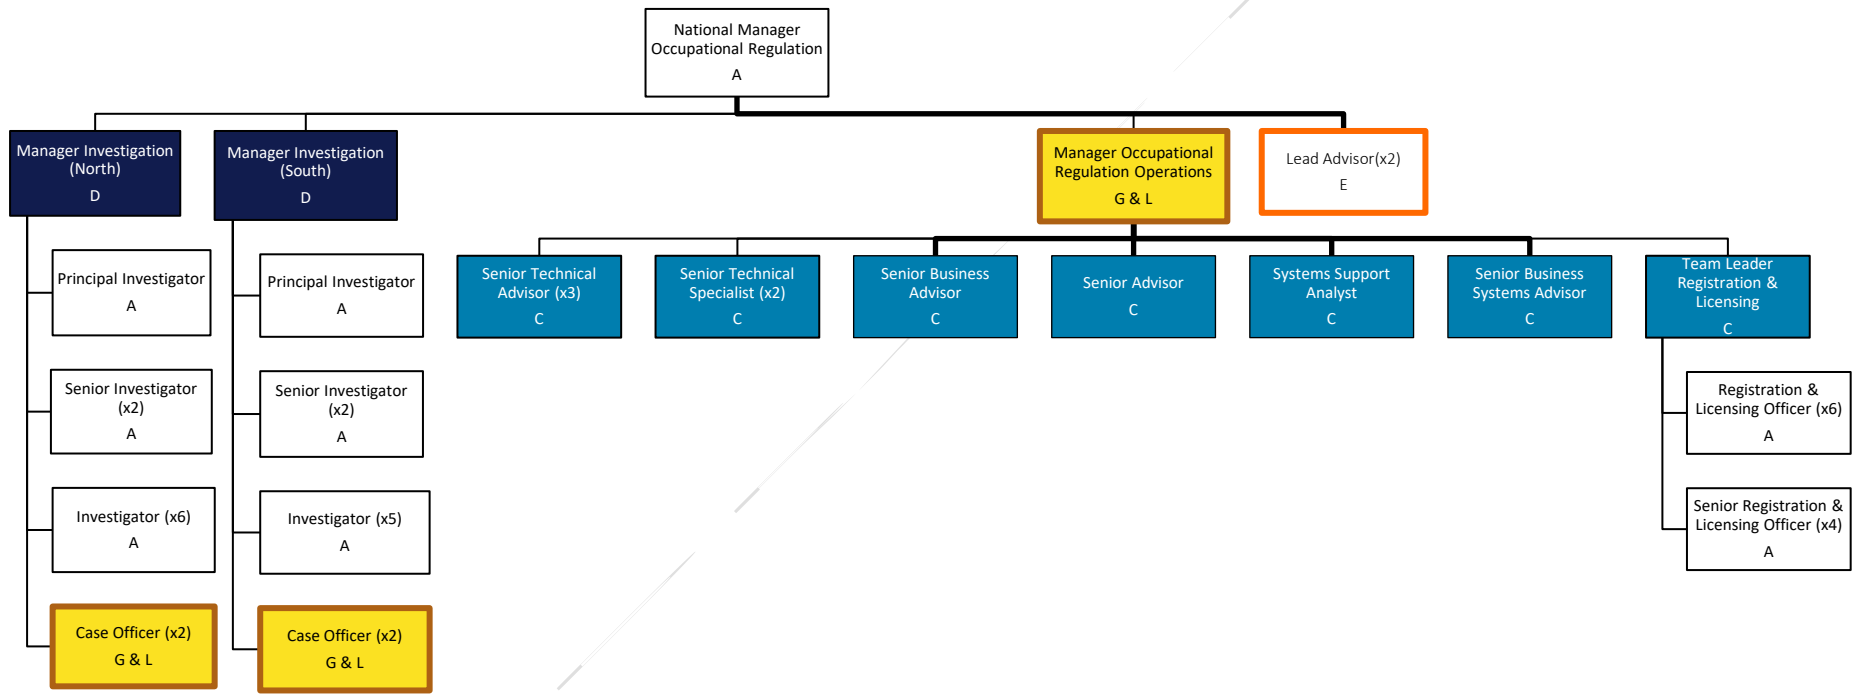 National Manager
Occupational Regulation
A
Manager Investigation
(North)
D
Manager Investigation
(South)
D
Manager Occupational
Regulation Operations
G & L
Lead Advisor(x2)
E
Principal Investigator
A
Senior Investigator
(x2)
A
Investigator (x6)
A
Case Officer (x2)
G & L
Principal Investigator
A
Senior Investigator
(x2)
A
Investigator (x5)
A
Case Officer (x2)
G & L
Senior Technical
Advisor (x3)
C
Senior Technical
Specialist (x2)
C
Senior Business
Advisor
C
Senior Advisor
C
Systems Support
Analyst
C
Senior Business
Systems Advisor
C
Team Leader
Registration &
Licensing
C
Registration &
Licensing Officer (x6)
A
Senior Registration &
Licensing Officer (x4)
A